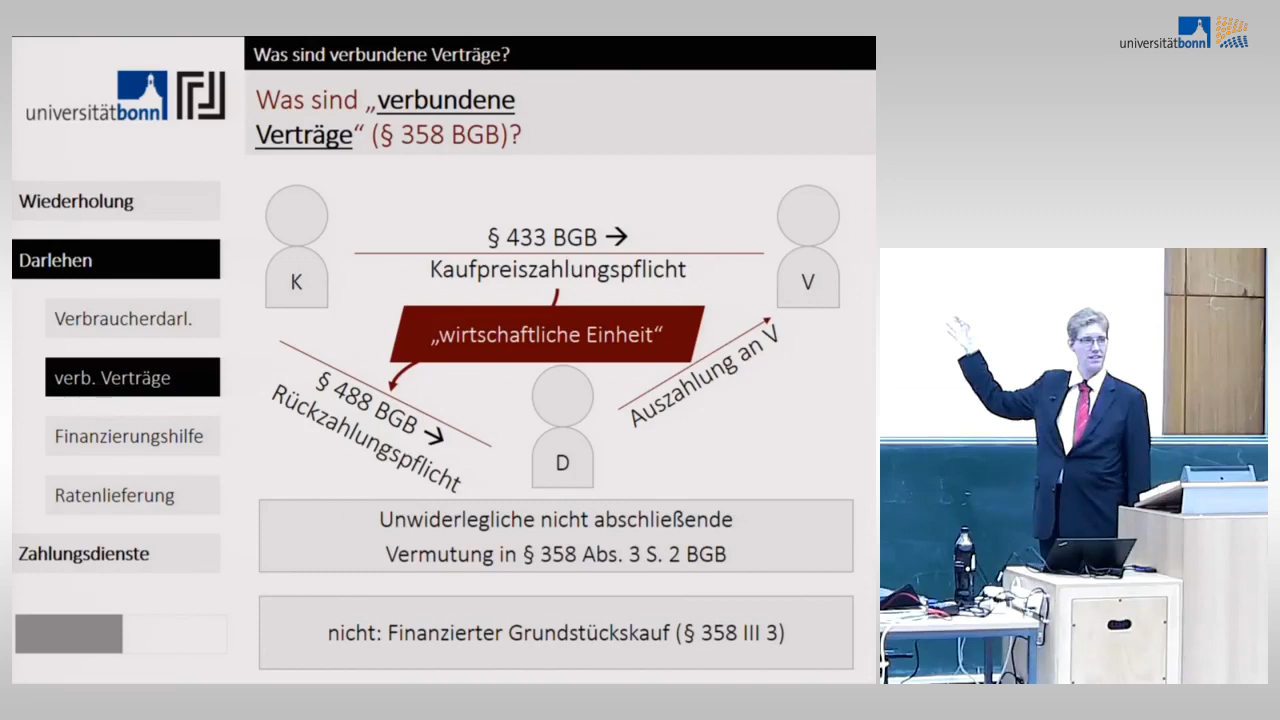 universitätbonn
Was sind verbundene Verträge?
universitätbonn
Was sind „verbundene
Verträge“ (§ 358 BGB)?
Wiederholung
Darlehen
Verbraucherdarl.
verb. Verträge
Finanzierungshilfe
Ratenlieferung
Zahlungsdienste
K
§ 433 BGB →
Kaufpreiszahlungspflicht
V
„wirtschaftliche Einheit“
§ 488 BGB →
Rückzahlungspflicht
Auszahlung an V
D
Unwiderlegliche nicht abschließende
Vermutung in § 358 Abs. 3 S. 2 BGB
nicht: Finanzierter Grundstückskauf (§ 358 III 3)